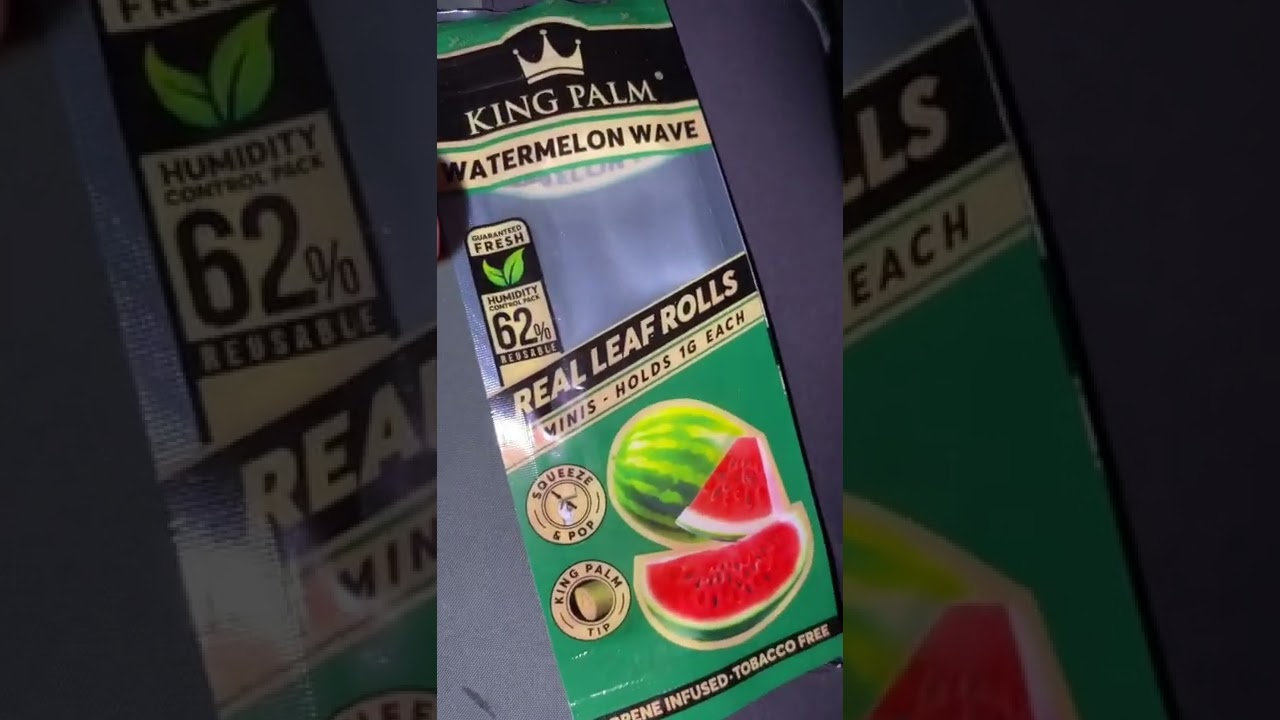 KING PALM®
WATERMELON WAVE
GUARANTEED
FRESH
HUMIDITY
CONTROL PACK
62%
REUSABLE
REAL LEAF ROLLS
MINIS - HOLDS 1G EACH
SQUEEZE
& POP
KING PALM
TIP
INFUSED · TOBACCO FREE
HUMIDITY
CONTROL PACK
62%
REUSABLE
EACH